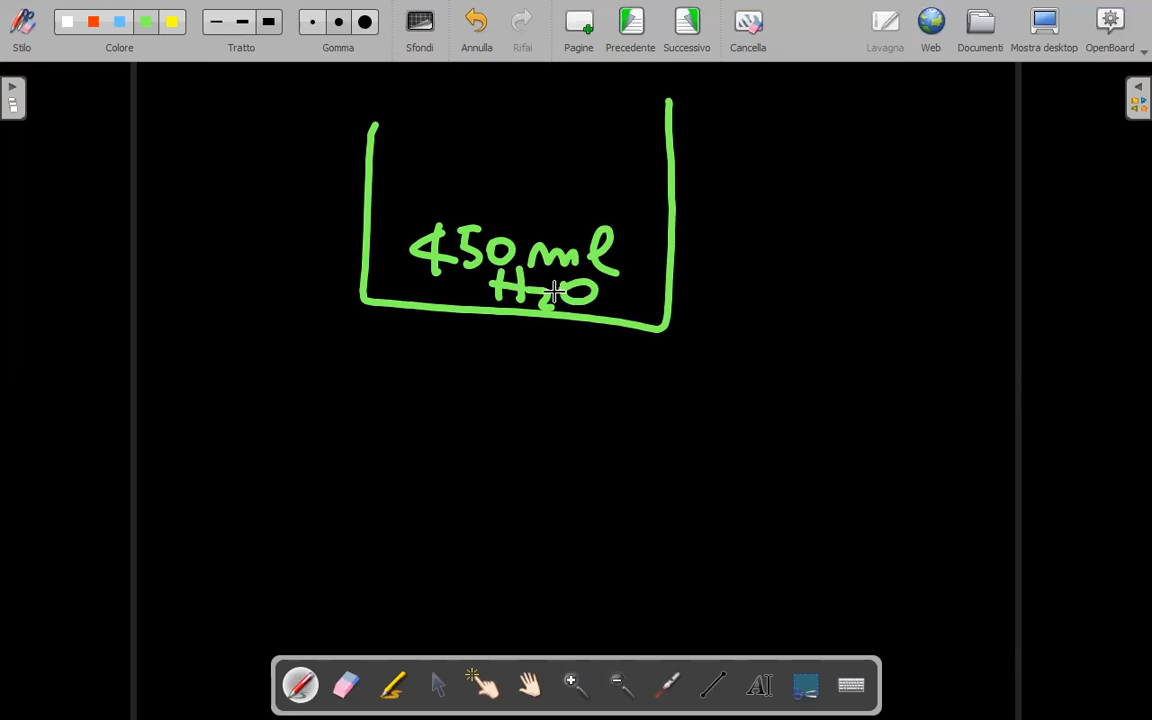 Stilo Colore Tratto Gomma Sfondi Annulla Rifai Pagine Precedente Successivo Cancella Lavagna Web Documenti Mostra desktop OpenBoard
450 ml
H₂O
AI